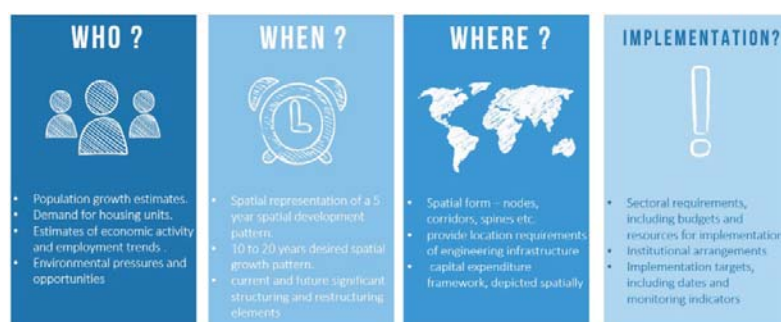 WHO ?
• Population growth estimates.
• Demand for housing units.
• Estimates of economic activity
and employment trends .
• Environmental pressures and
opportunities
WHEN ?
• Spatial representation of a 5
year spatial development
pattern.
• 10 to 20 years desired spatial
growth pattern.
• current and future significant
structuring and restructuring
elements
WHERE ?
• Spatial form – nodes,
corridors, spines etc.
• provide location requirements
of engineering infrastructure
• capital expenditure
framework, depicted spatially
IMPLEMENTATION?
• Sectoral requirements,
including budgets and
resources for implementation
• Institutional arrangements
• Implementation targets,
including dates and
monitoring indicators